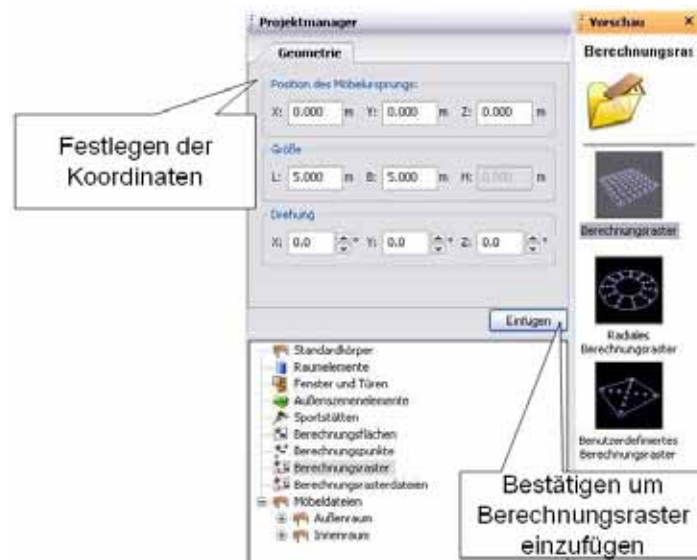 Projektmanager
Geometrie
Position des Möbelursprungs:
X: 0.000 m Y: 0.000 m Z: 0.000 m
Größe
L: 5.000 m B: 5.000 m H: 0.000 m
Drehung
X: 0.0 ° Y: 0.0 ° Z: 0.0 °
Einfügen
Festlegen der
Koordinaten
Standardkörper
Raumelemente
Fenster und Türen
Außenszenenelemente
Sportstätten
Berechnungsflächen
Berechnungspunkte
Berechnungsraster
Berechnungsrasterdateien
Möbeldateien
Außenraum
Innenraum
Vorschau
Berechnungsras
Berechnungsraster
Radiales
Berechnungsraster
Benutzerdefiniertes
Berechnungsraster
Bestätigen um
Berechnungsraster
einzufügen